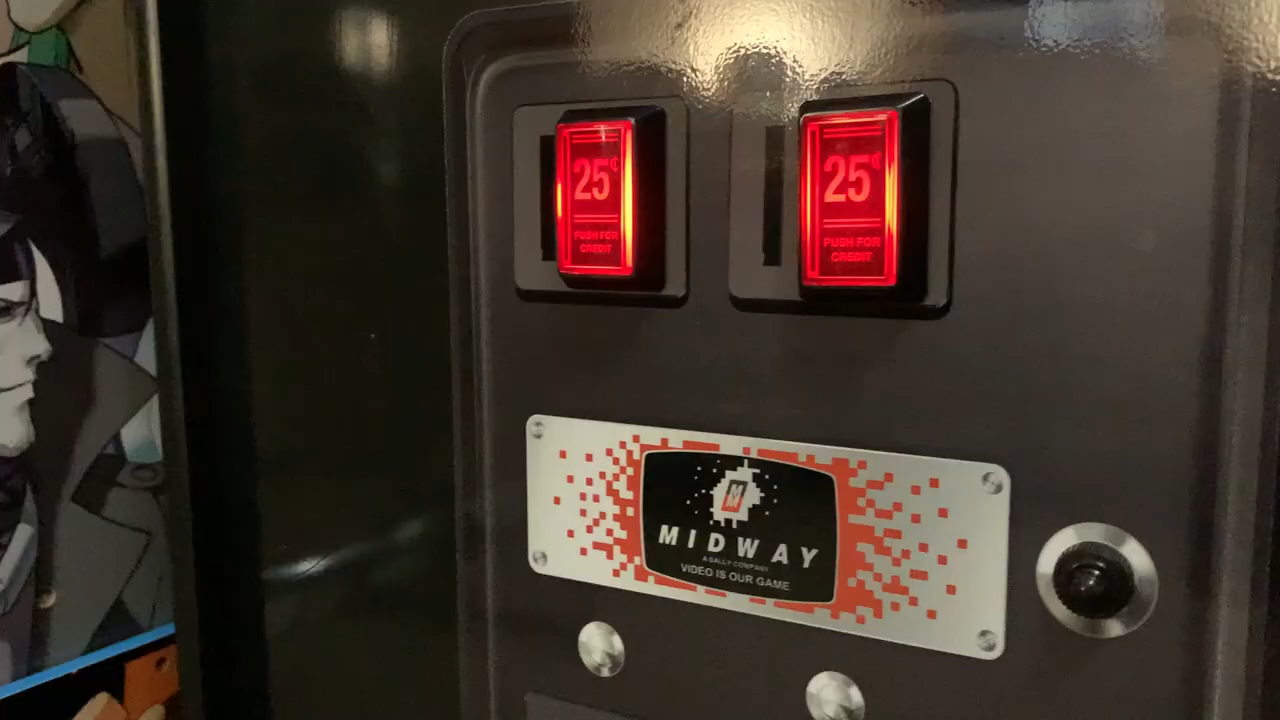 25¢
PUSH FOR
CREDIT
25¢
PUSH FOR
CREDIT
MIDWAY
A BALLY COMPANY
VIDEO IS OUR GAME